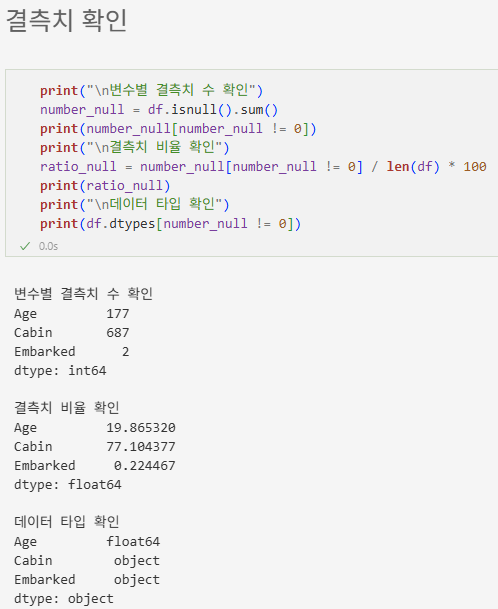 결측치 확인
print("\n변수별 결측치 수 확인")
number_null = df.isnull().sum()
print(number_null[number_null != 0])
print("\n결측치 비율 확인")
ratio_null = number_null[number_null != 0] / len(df) * 100
print(ratio_null)
print("\n데이터 타입 확인")
print(df.dtypes[number_null != 0])
✓ 0.0s
변수별 결측치 수 확인
Age 177
Cabin 687
Embarked 2
dtype: int64
결측치 비율 확인
Age 19.865320
Cabin 77.104377
Embarked 0.224467
dtype: float64
데이터 타입 확인
Age float64
Cabin object
Embarked object
dtype: object